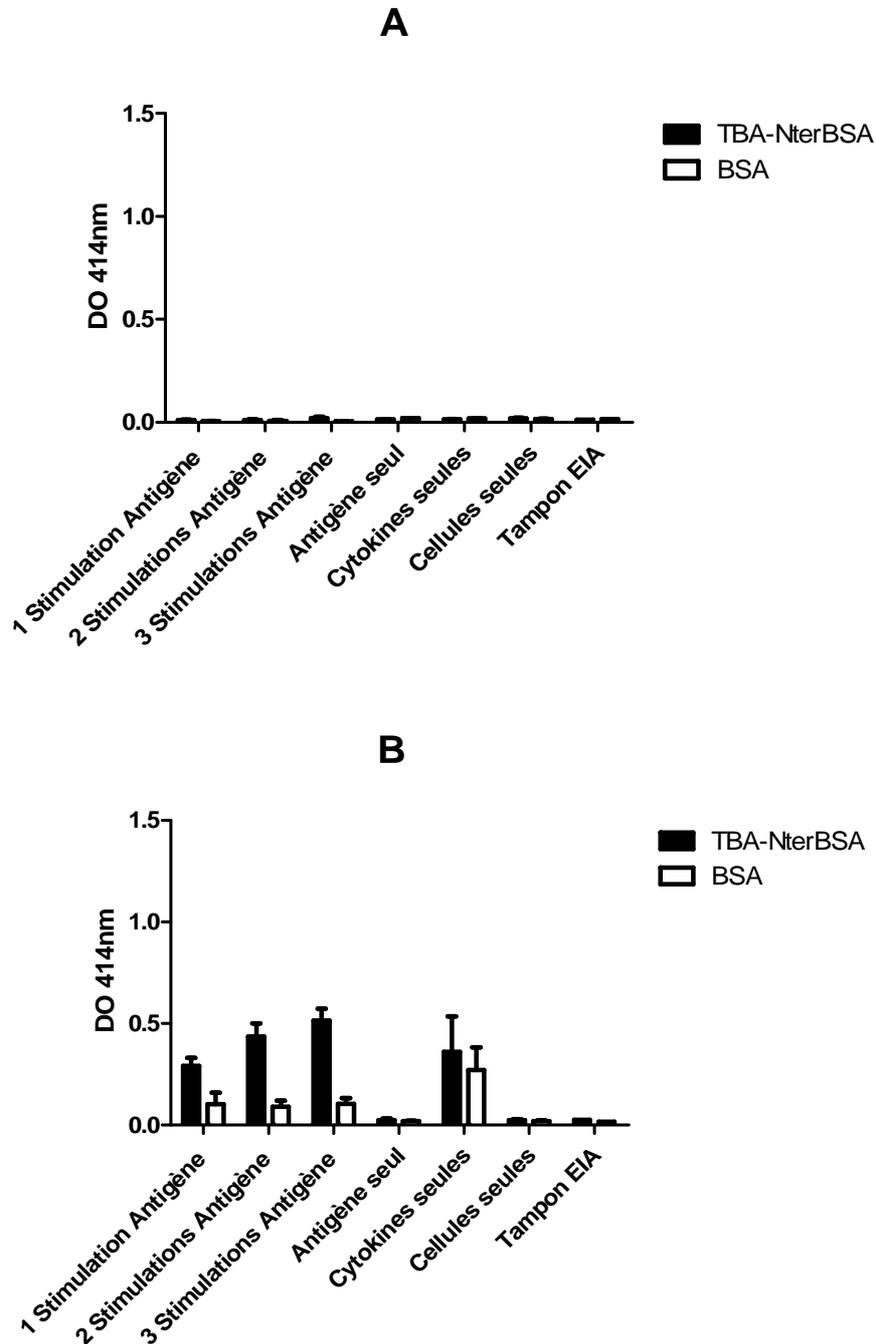 A
1.5
1.0
0.5
0.0
DO 414nm
TBA-NterBSA
BSA
1 Stimulation Antigène
2 Stimulations Antigène
3 Stimulations Antigène
Antigène seul
Cytokines seules
Cellules seules
Tampon EIA
B
1.5
1.0
0.5
0.0
DO 414nm
TBA-NterBSA
BSA
1 Stimulation Antigène
2 Stimulations Antigène
3 Stimulations Antigène
Antigène seul
Cytokines seules
Cellules seules
Tampon EIA